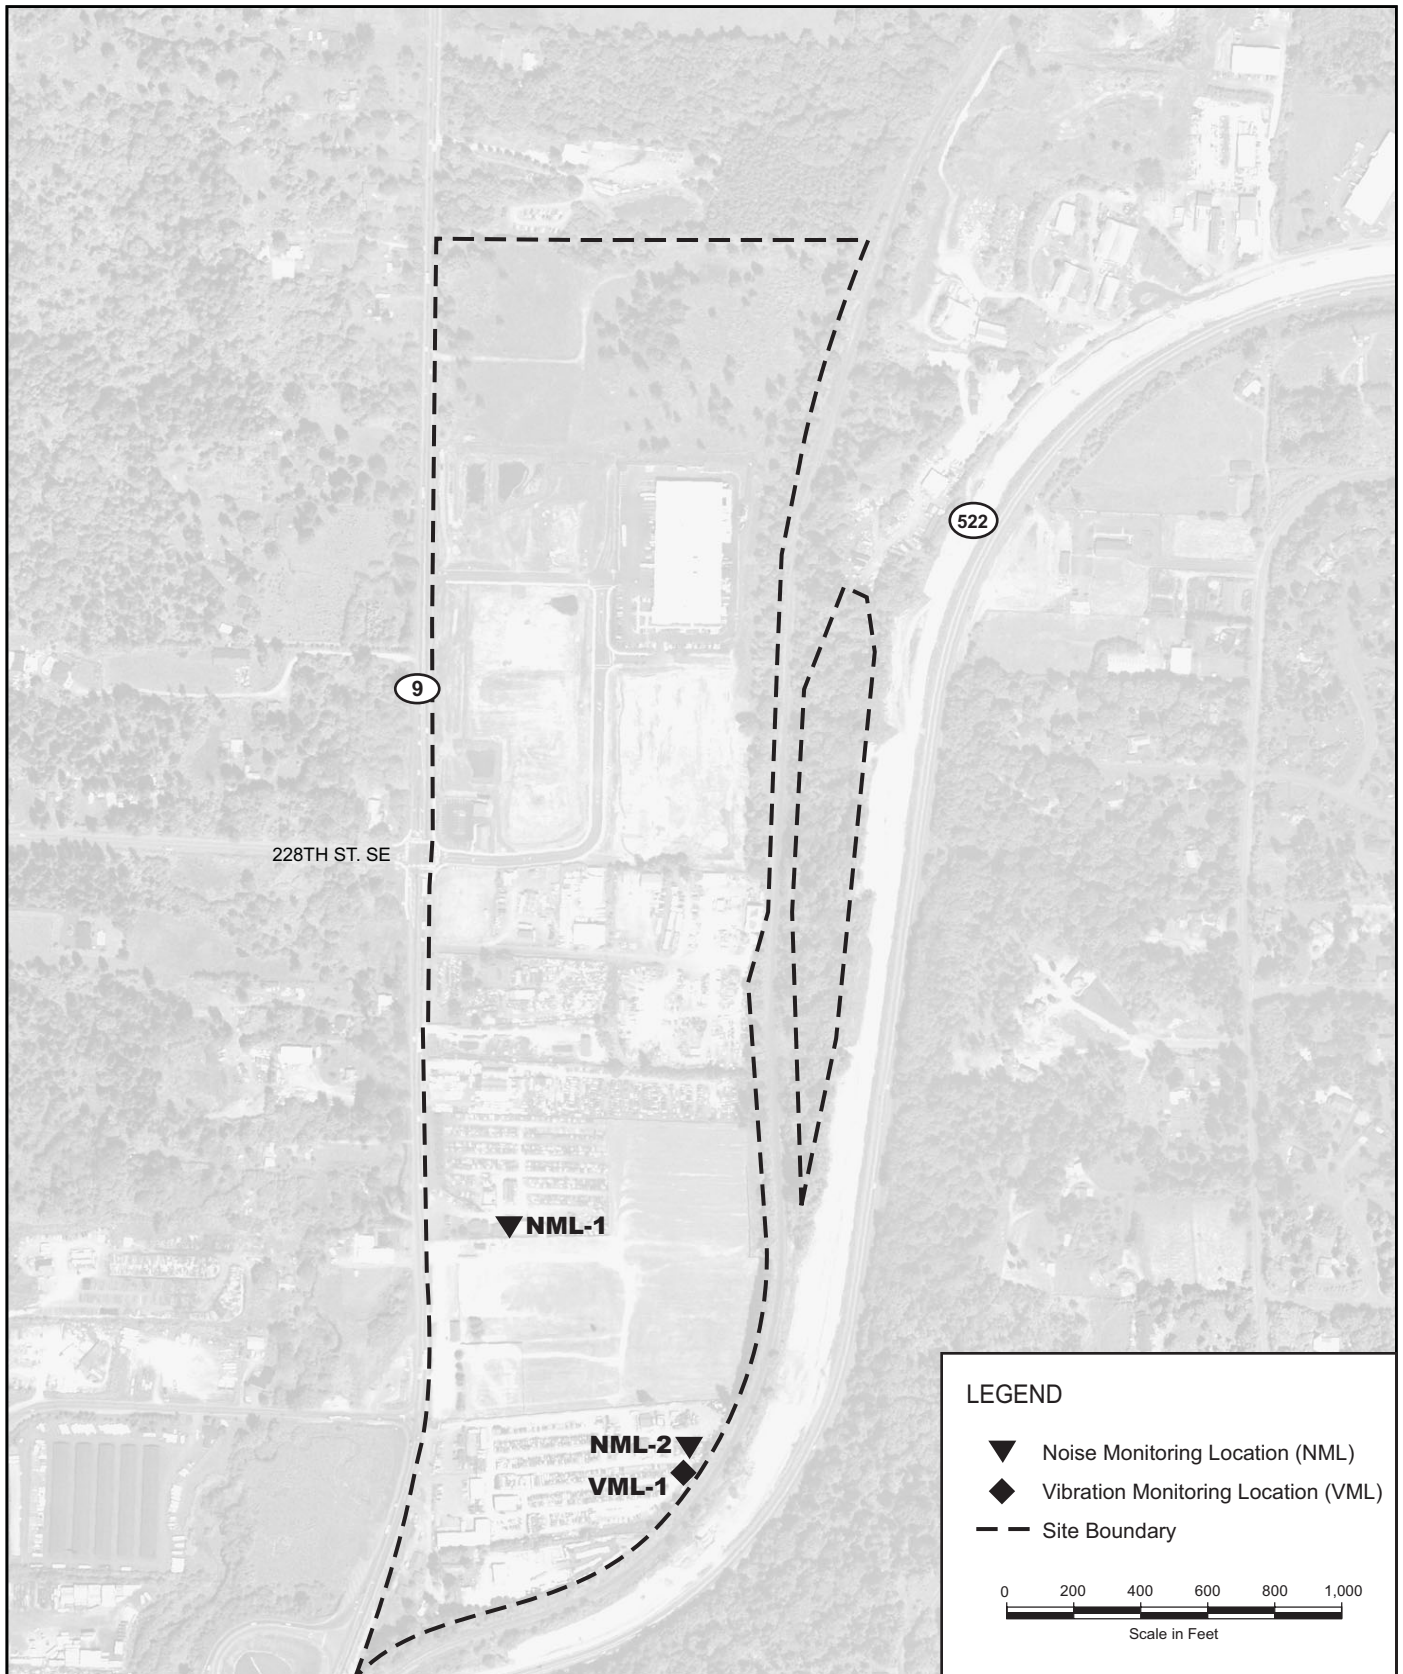 522
9
228TH ST. SE
NML-1
NML-2
VML-1
LEGEND
Noise Monitoring Location (NML)
Vibration Monitoring Location (VML)
Site Boundary
0 200 400 600 800 1,000
Scale in Feet